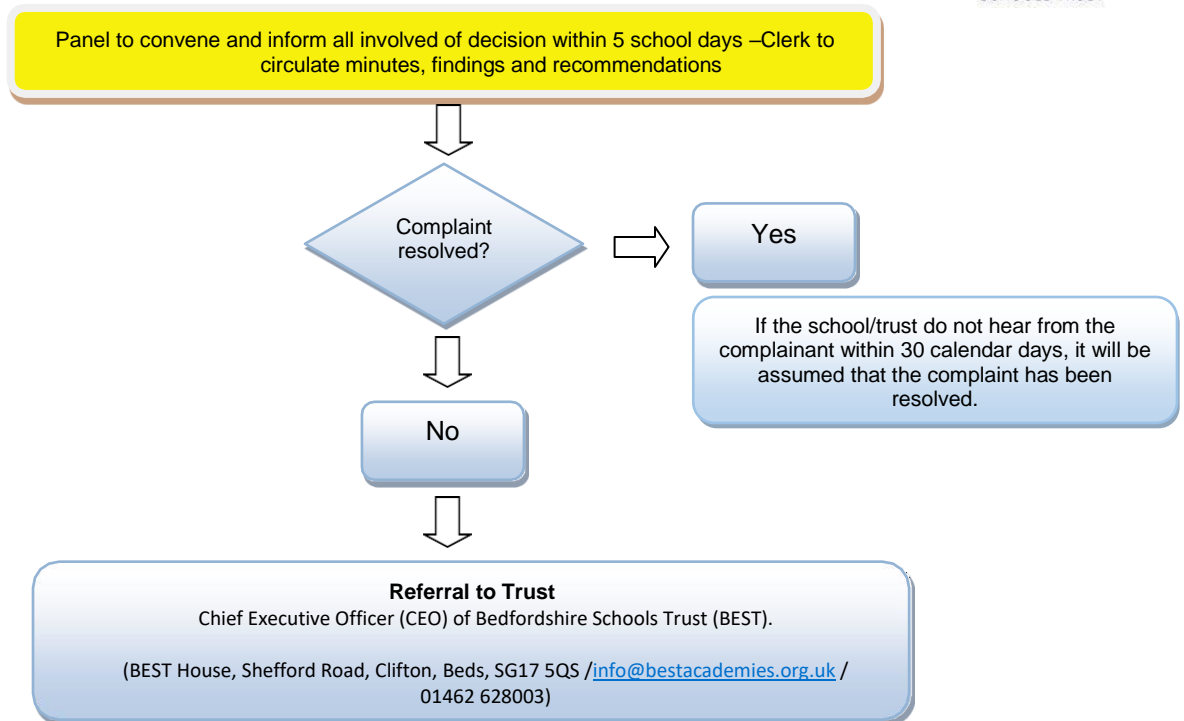 Panel to convene and inform all involved of decision within 5 school days –Clerk to
circulate minutes, findings and recommendations
Complaint
resolved?
Yes
If the school/trust do not hear from the
complainant within 30 calendar days, it will be
assumed that the complaint has been
resolved.
No
Referral to Trust
Chief Executive Officer (CEO) of Bedfordshire Schools Trust (BEST).
(BEST House, Shefford Road, Clifton, Beds, SG17 5QS /info@bestacademies.org.uk /
01462 628003)